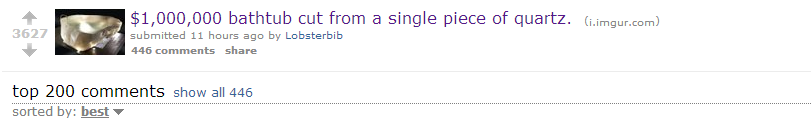 $1,000,000 bathtub cut from a single piece of quartz. (i.imgur.com)
3627
submitted 11 hours ago by Lobsterbib
446 comments share
top 200 comments show all 446
sorted by: best